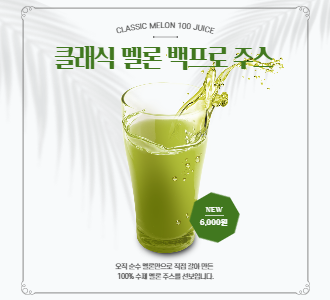 CLASSIC MELON 100 JUICE
클래식 멜론 백프로 주스
NEW
6,000원
오직 순수 멜론만으로 직접 갈아 만든
100% 수제 멜론 주스를 선보입니다.